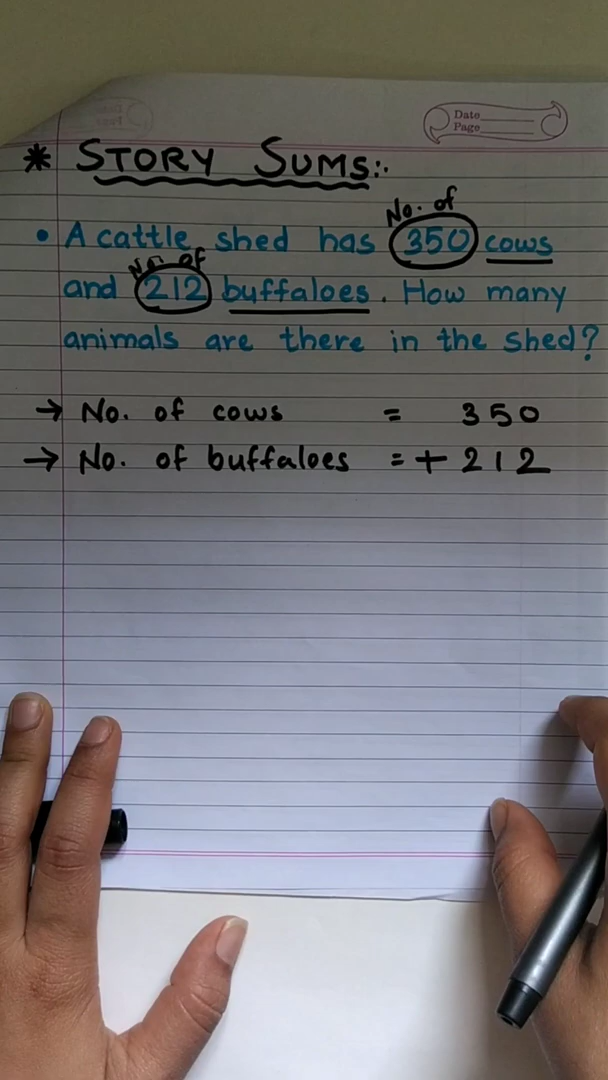 Date
Page
* STORY SUMS:.
No. of
• A cattle shed has 350 cows
No. of
and 212 buffaloes. How many
animals are there in the shed?
→ No. of cows = 350
→ No. of buffaloes = + 212